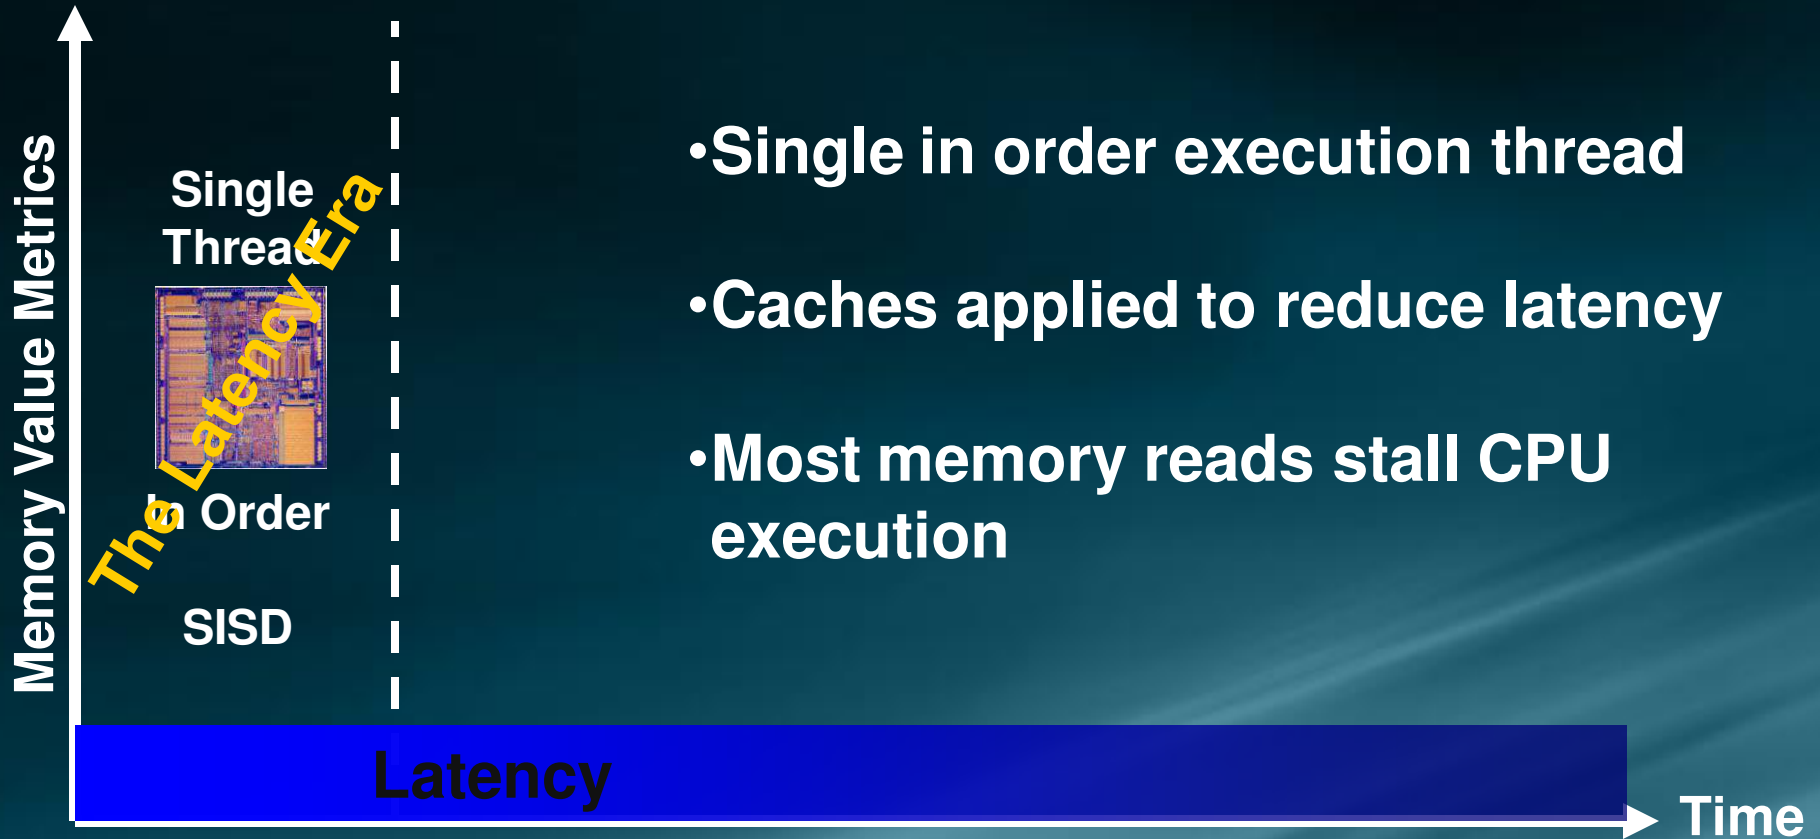 Memory Value Metrics
Single
Thread
The Latency Era
In Order
SISD
•Single in order execution thread
•Caches applied to reduce latency
•Most memory reads stall CPU
execution
Latency
Time